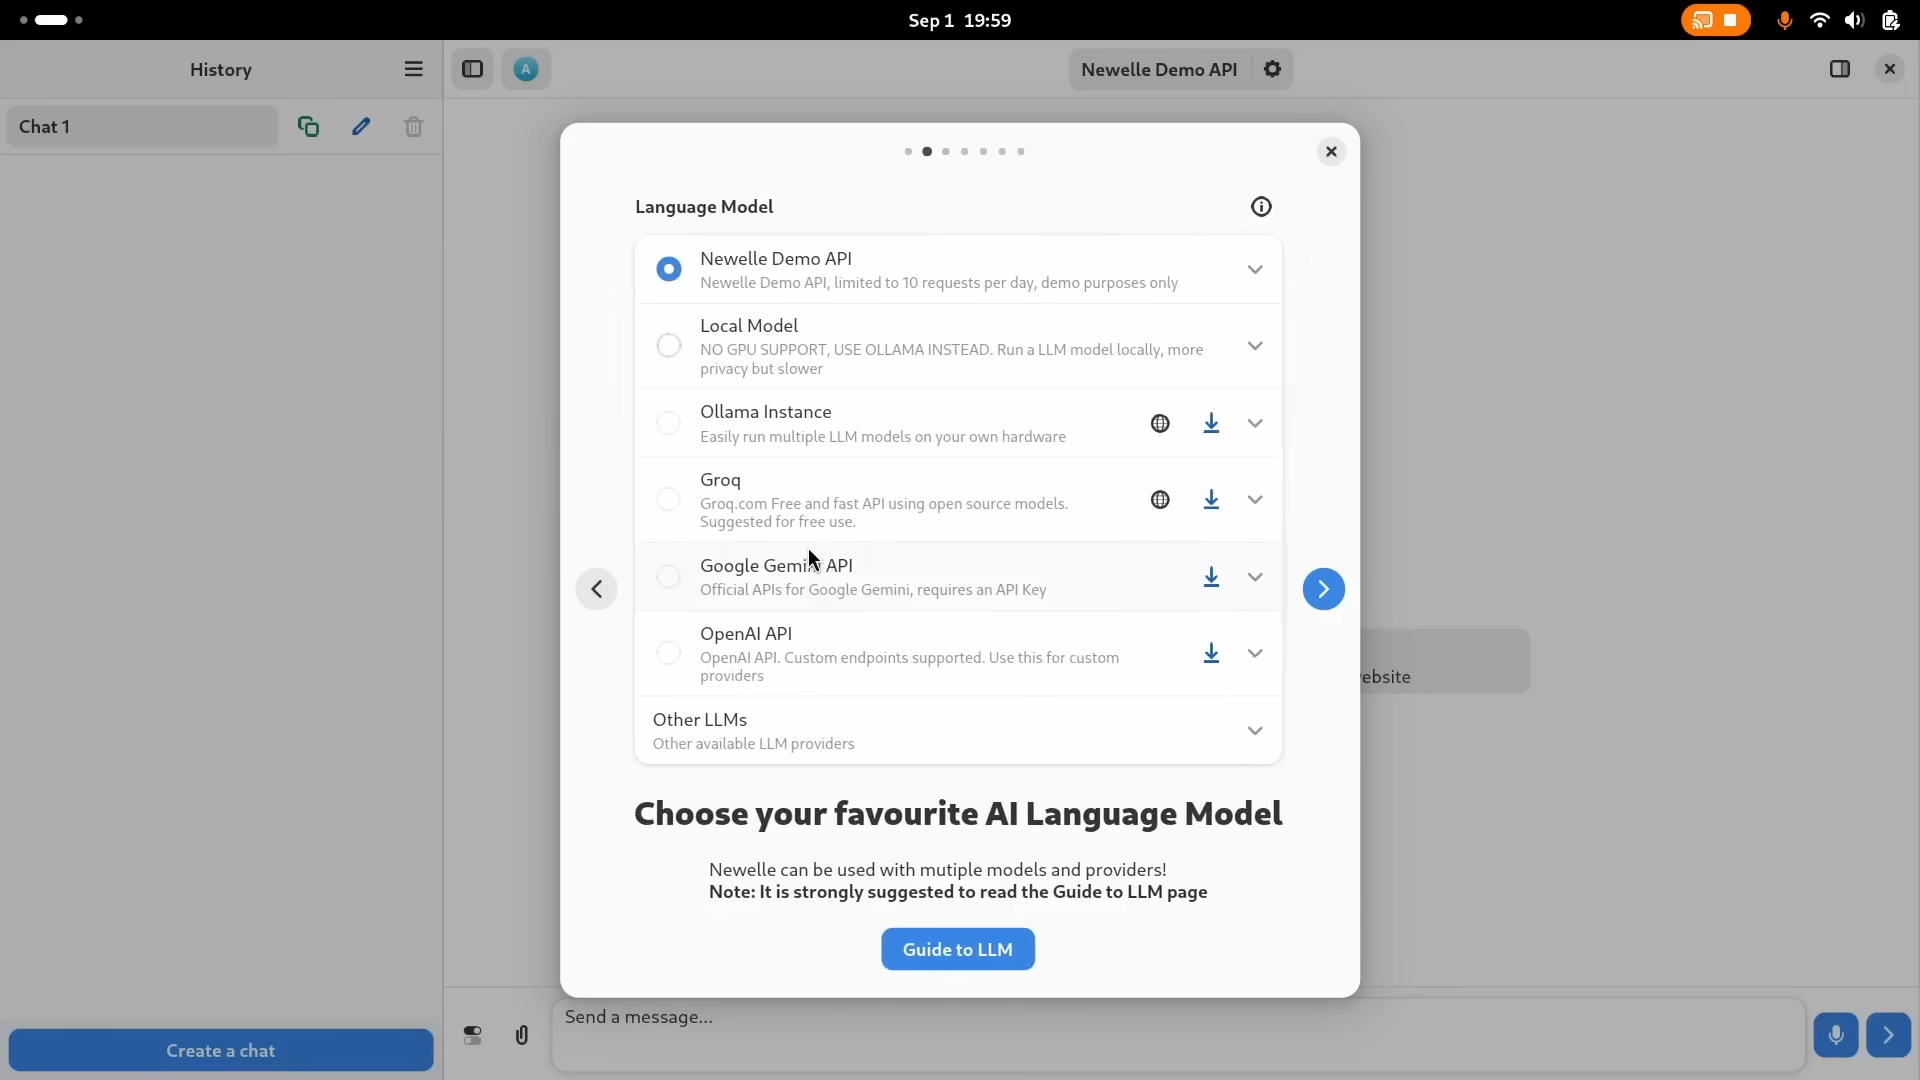 Sep 1 19:59
History
A
Newelle Demo API
Chat 1
Language Model
Newelle Demo API
Newelle Demo API, limited to 10 requests per day, demo purposes only
Local Model
NO GPU SUPPORT, USE OLLAMA INSTEAD. Run a LLM model locally, more
privacy but slower
Ollama Instance
Easily run multiple LLM models on your own hardware
Groq
Groq.com Free and fast API using open source models.
Suggested for free use.
Google Gemini API
Official APIs for Google Gemini, requires an API Key
OpenAI API
OpenAI API. Custom endpoints supported. Use this for custom
providers
ebsite
Other LLMs
Other available LLM providers
Choose your favourite AI Language Model
Newelle can be used with mutiple models and providers!
Note: It is strongly suggested to read the Guide to LLM page
Guide to LLM
Send a message...
Create a chat